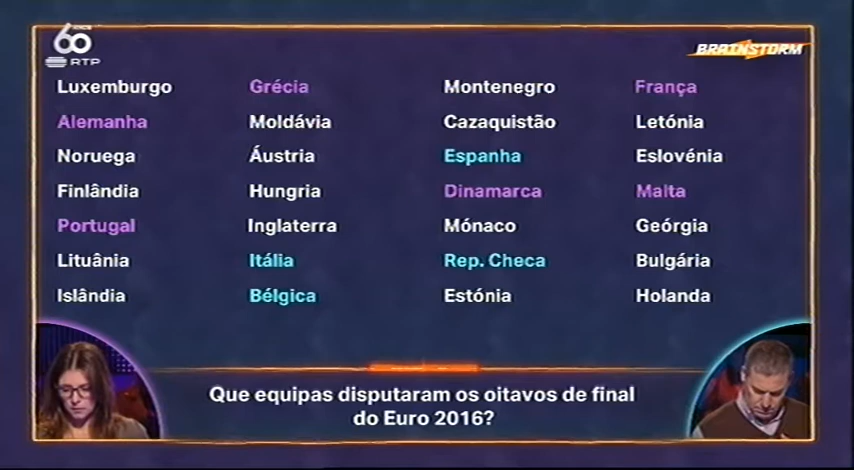 60
RTP
BRAINSTORM
Luxemburgo Grécia Montenegro França
Alemanha Moldávia Cazaquistão Letónia
Noruega Áustria Espanha Eslovénia
Finlândia Hungria Dinamarca Malta
Portugal Inglaterra Mónaco Geórgia
Lituânia Itália Rep. Checa Bulgária
Islândia Bélgica Estónia Holanda
Que equipas disputaram os oitavos de final
do Euro 2016?